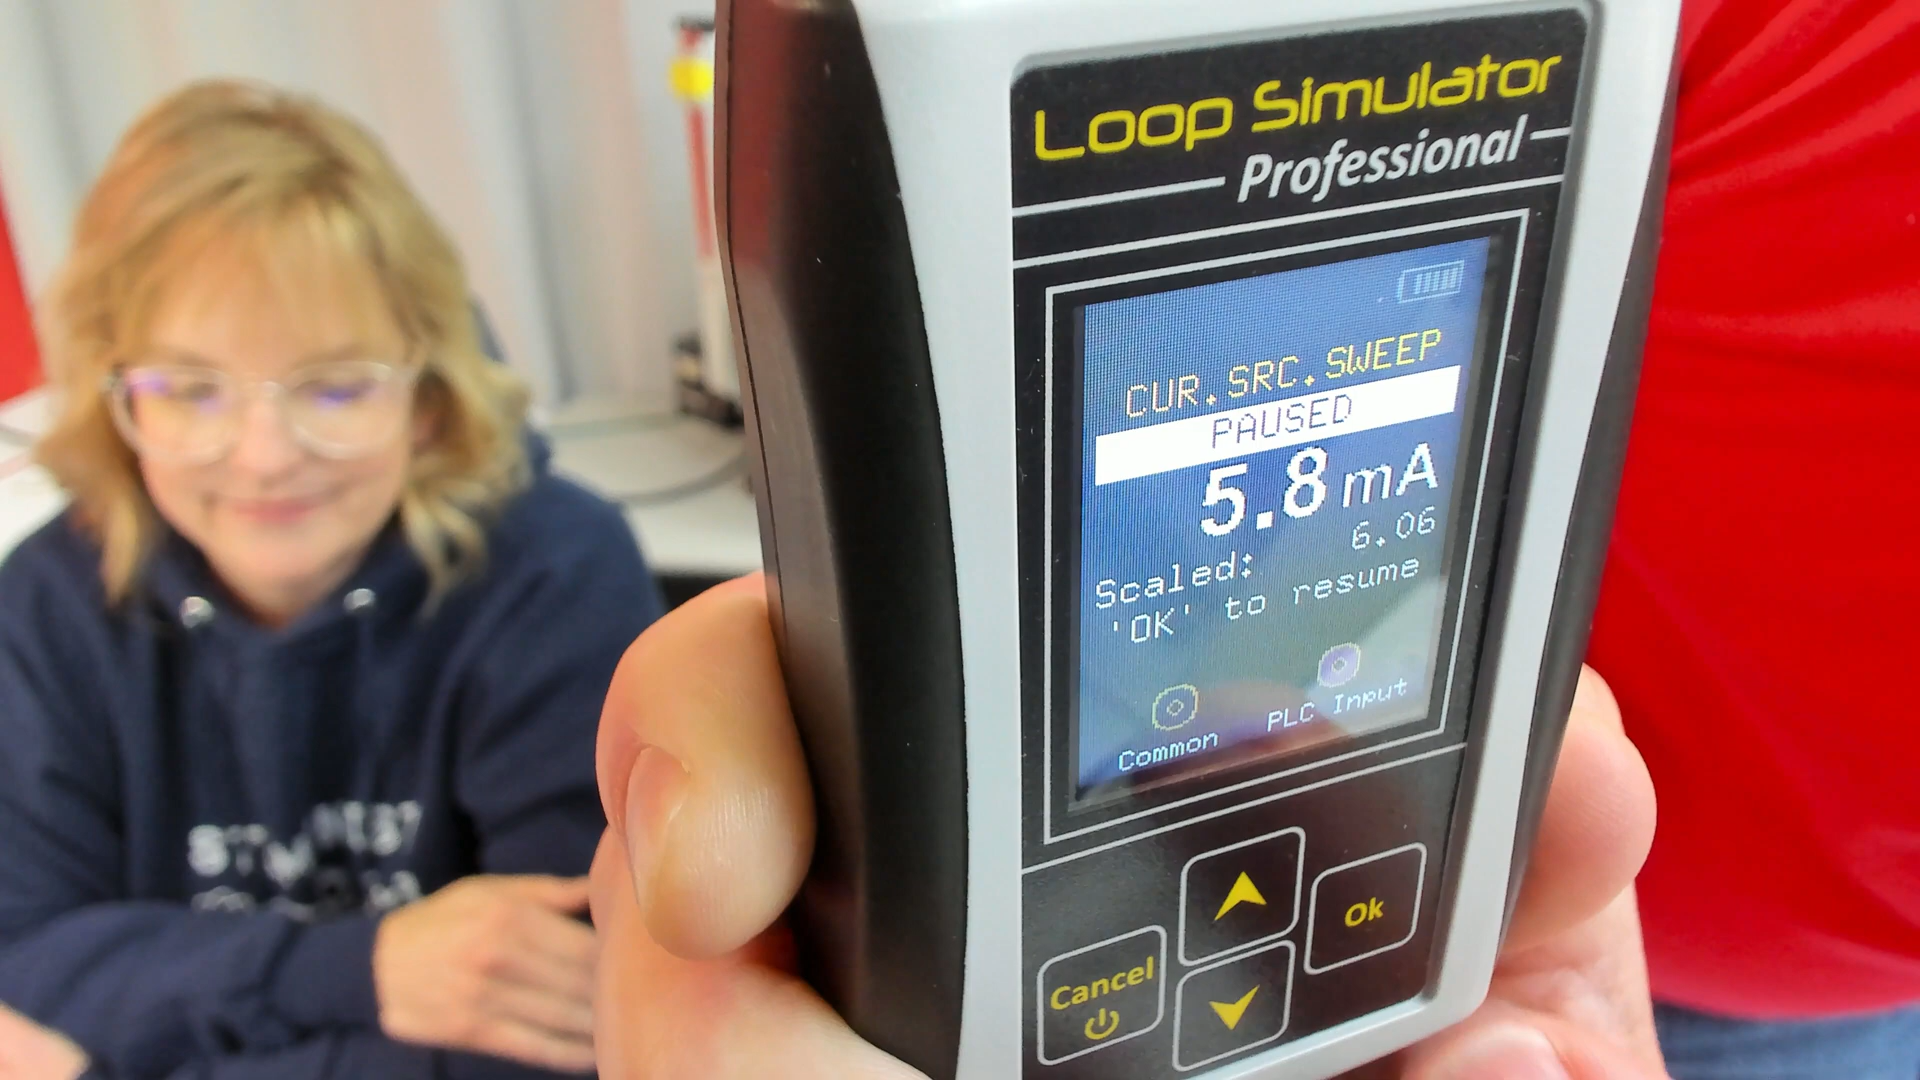 Loop Simulator
Professional
CUR.SRC.SWEEP
PAUSED
5.8 mA
6.06
Scaled:
'OK' to resume
Common
PLC Input
Cancel
Ok